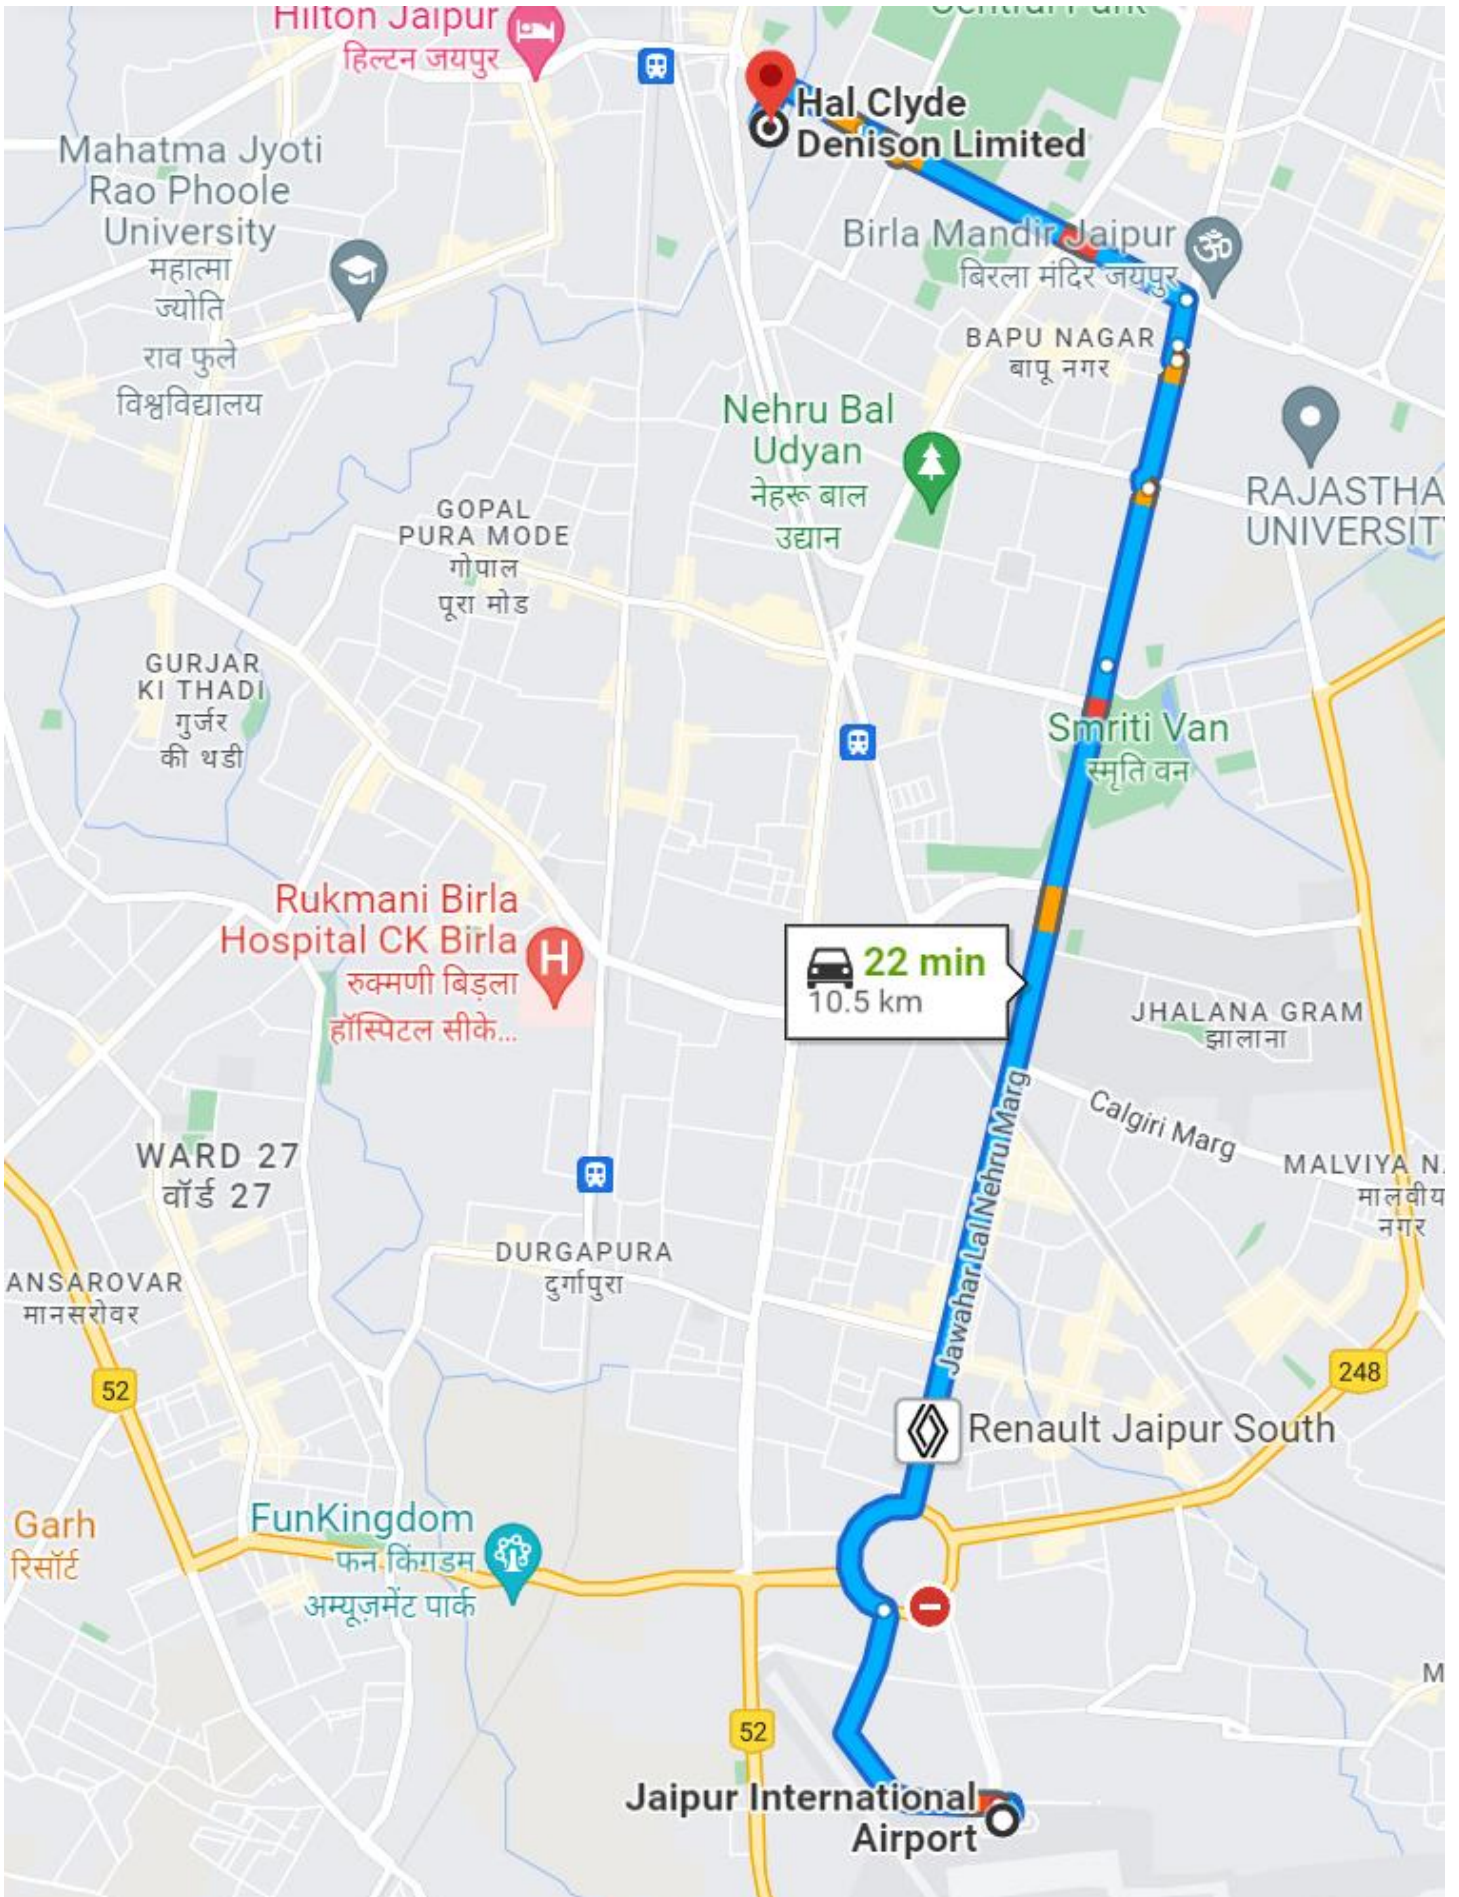 Central Park
Hilton Jaipur
हिल्टन जयपुर
Hal Clyde
Denison Limited
Mahatma Jyoti
Rao Phoole
University
महात्मा
ज्योति
राव फुले
विश्वविद्यालय
Birla Mandir Jaipur
बिरला मंदिर जयपुर
BAPU NAGAR
बापू नगर
Nehru Bal
Udyan
नेहरू बाल
उद्यान
RAJASTHA
UNIVERSIT
GOPAL
PURA MODE
गोपाल
पूरा मोड
GURJAR
KI THADI
गुर्जर
की थडी
Smriti Van
स्मृति वन
Rukmani Birla
Hospital CK Birla
रुक्मणी बिड़ला
हॉस्पिटल सीके...
H
22 min
10.5 km
JHALANA GRAM
झालाना
Jawahar Lal Nehru Marg
Calgiri Marg
WARD 27
वॉर्ड 27
MALVIYA N
मालवीय
नगर
DURGAPURA
दुर्गापुरा
ANSAROVAR
मानसरोवर
52
248
Renault Jaipur South
Garh
रिसॉर्ट
FunKingdom
फन किंगडम
अम्यूज़मेंट पार्क
M
52
Jaipur International
Airport